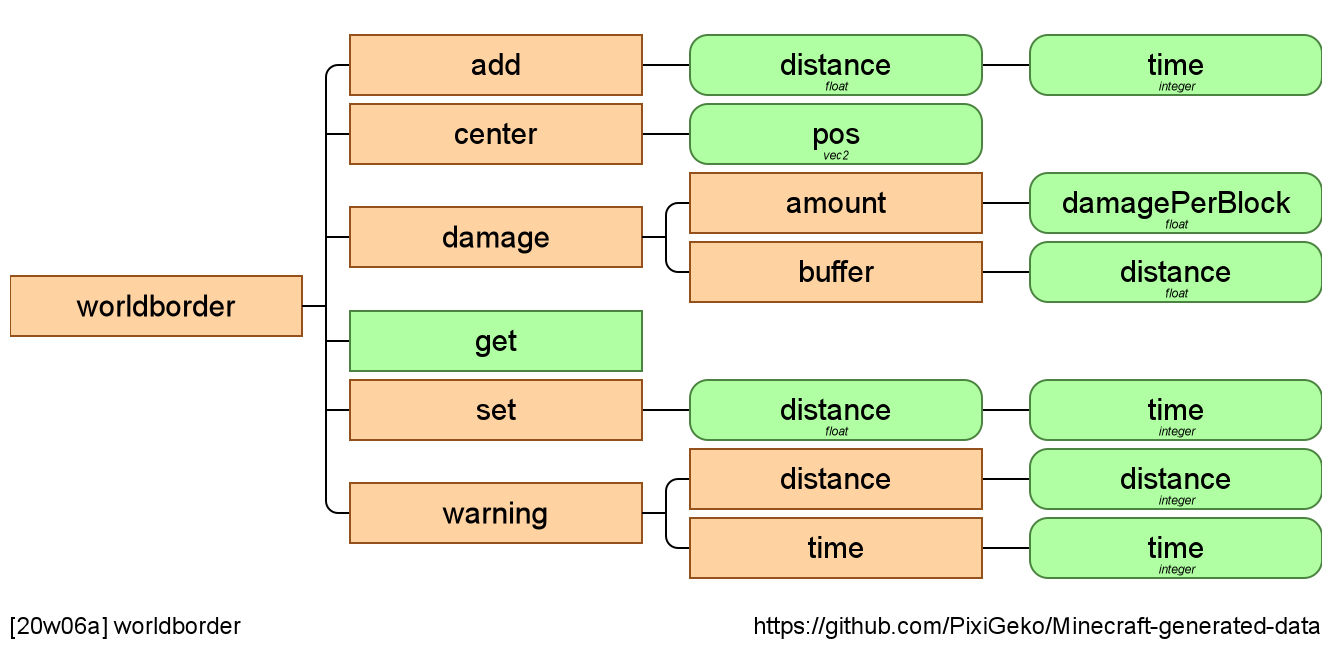 add
distance
float
time
integer
center
pos
vec2
damage
amount
damagePerBlock
float
buffer
distance
float
worldborder
get
set
distance
float
time
integer
warning
distance
distance
integer
time
time
integer
[20w06a] worldborder
https://github.com/PixiGeko/Minecraft-generated-data